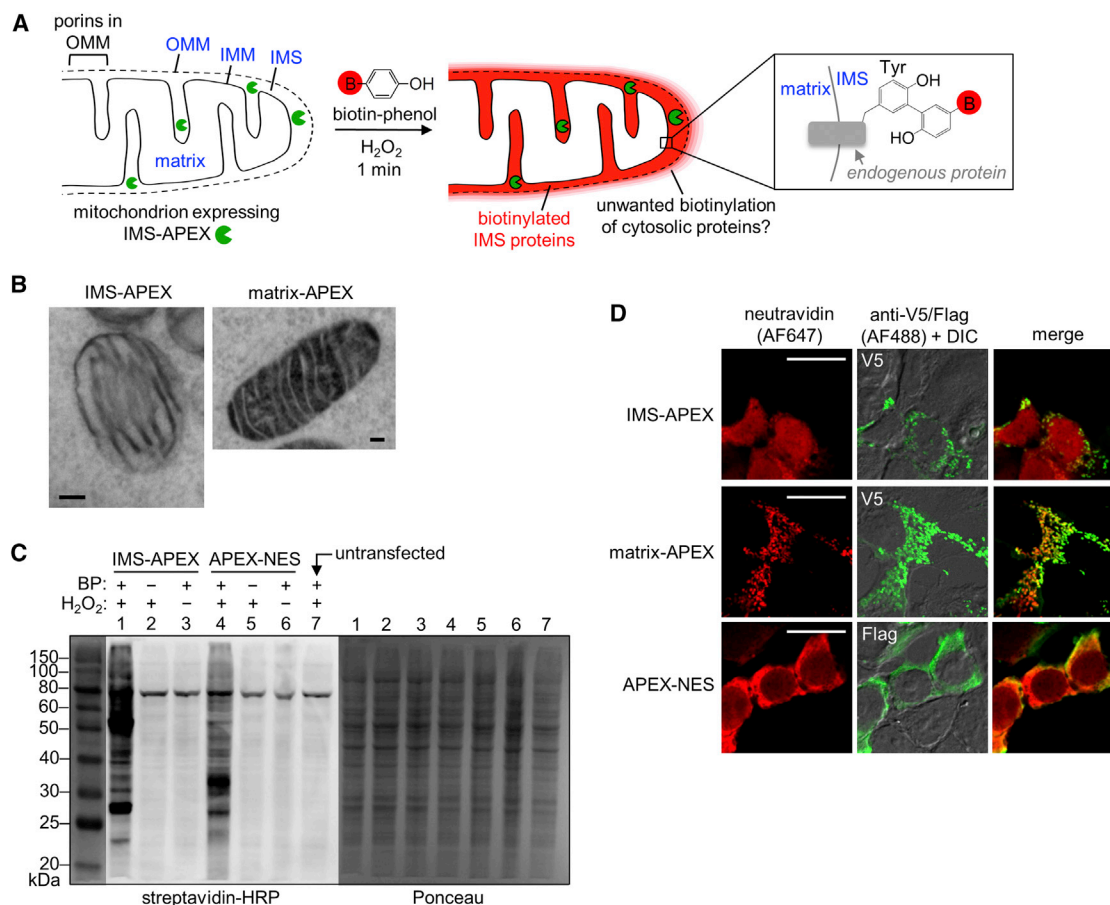 A
porins in
OMM
OMM
IMM
IMS
matrix
mitochondrion expressing
IMS-APEX
B
OH
biotin-phenol
H₂O₂
1 min
biotinylated
IMS proteins
unwanted biotinylation
of cytosolic proteins?
matrix
IMS
Tyr
OH
B
HO
endogenous protein
B
IMS-APEX
matrix-APEX
C
IMS-APEX
APEX-NES
untransfected
BP: + − + + − + +
H₂O₂: + + − + + − +
1 2 3 4 5 6 7
1 2 3 4 5 6 7
150
100
80
60
50
40
30
25
20
kDa
streptavidin-HRP
Ponceau
D
neutravidin
(AF647)
anti-V5/Flag
(AF488) + DIC
merge
IMS-APEX
V5
matrix-APEX
V5
APEX-NES
Flag